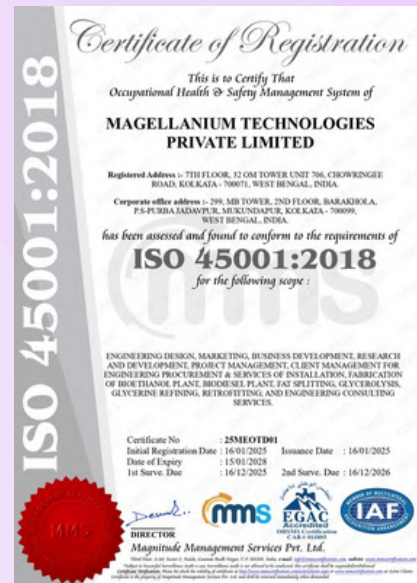 ISO 45001:2018
Certificate of Registration
This is to Certify That
Occupational Health & Safety Management System of
MAGELLANIUM TECHNOLOGIES
PRIVATE LIMITED
Registered Address :- 7TH FLOOR, 32 OM TOWER UNIT 706, CHOWRINGEE
ROAD, KOLKATA - 700071, WEST BENGAL, INDIA.
Corporate office address :- 299, MB TOWER, 2ND FLOOR, BARAKHOLA,
P.S-PURBA JADAVPUR, MUKUNDAPUR, KOLKATA - 700099,
WEST BENGAL, INDIA.
has been assessed and found to conform to the requirements of
ISO 45001:2018
for the following scope :
mms
ENGINEERING DESIGN, MARKETING, BUSINESS DEVELOPMENT, RESEARCH
AND DEVELOPMENT, PROJECT MANAGEMENT, CLIENT MANAGEMENT FOR
ENGINEERING PROCUREMENT & SERVICES OF INSTALLATION, FABRICATION
OF BIOETHANOL PLANT, BIODIESEL PLANT, FAT SPLITTING, GLYCEROLYSIS,
GLYCERINE REFINING, RETROFITTING, AND ENGINEERING CONSULTING
SERVICES.
Certificate No : 25MEOTD01
Initial Registration Date : 16/01/2025 Issuance Date : 16/01/2025
Date of Expiry : 15/01/2028
1st Surve. Due : 16/12/2025 2nd Surve. Due : 16/12/2026
MMS
DIRECTOR
mms
EGAC
Accredited
OHSMS Certification
CAB # 011005
IAF
Magnitude Management Services Pvt. Ltd.